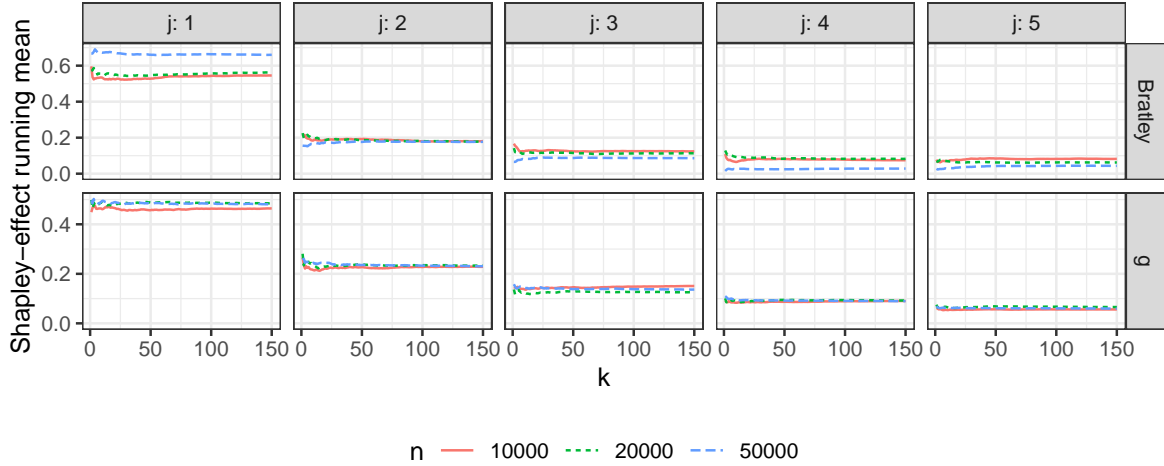 j: 1 j: 2 j: 3 j: 4 j: 5
Shapley−effect running mean
0.6
0.4
0.2
0.0
Bratley
0.4
0.2
0.0
g
0 50 100 150 0 50 100 150 0 50 100 150 0 50 100 150 0 50 100 150
k
n 10000 20000 50000